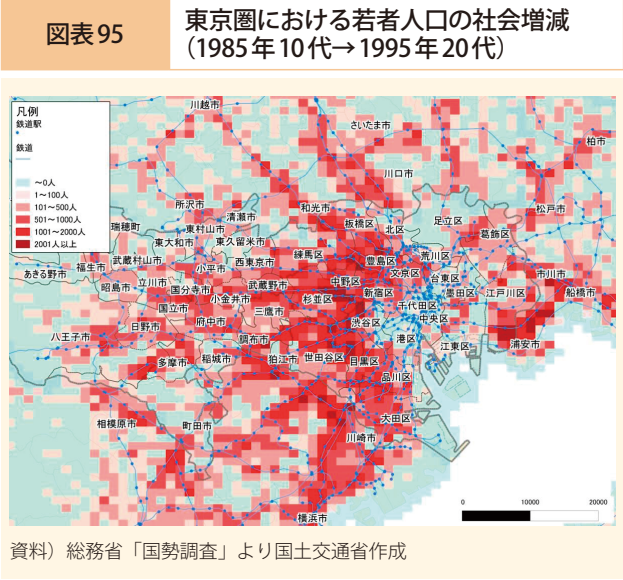 図表95
東京圏における若者人口の社会増減
（1985年10代→1995年20代）
凡例
鉄道駅
鉄道
～0人
1～100人
101～500人
501～1000人
1001～2000人
2001人以上
川越市
さいたま市
柏市
川口市
所沢市
清瀬市
和光市
松戸市
瑞穂町
東村山市
板橋区
北区
足立区
葛飾区
東大和市
東久留米市
練馬区
豊島区
荒川区
武蔵村山市
福生市
あきる野市
小平市
西東京市
文京区
台東区
市川市
昭島市
立川市
国分寺市
武蔵野市
中野区
新宿区
墨田区
江戸川区
船橋市
小金井市
杉並区
千代田区
国立市
三鷹市
中央区
日野市
府中市
渋谷区
八王子市
調布市
港区
江東区
浦安市
多摩市
稲城市
狛江市
世田谷区
目黒区
品川区
相模原市
町田市
大田区
川崎市
横浜市
0
10000
20000
資料）総務省「国勢調査」より国土交通省作成